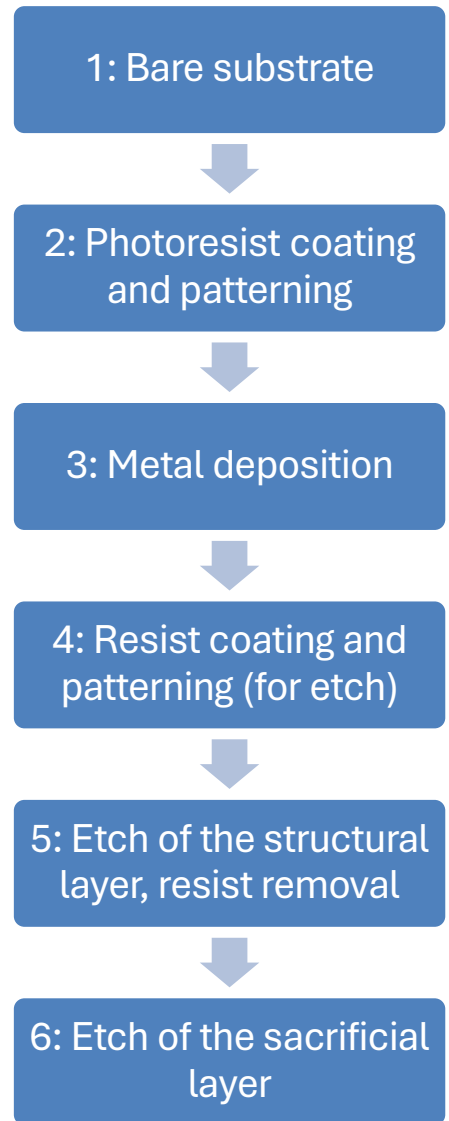 1: Bare substrate
2: Photoresist coating
and patterning
3: Metal deposition
4: Resist coating and
patterning (for etch)
5: Etch of the structural
layer, resist removal
6: Etch of the sacrificial
layer